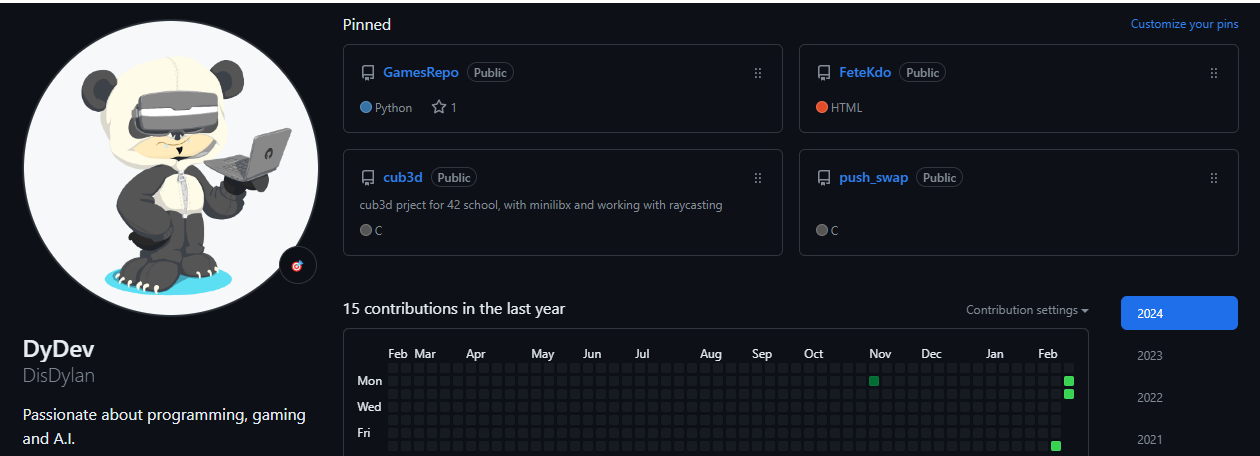 Pinned
Customize your pins
GamesRepo Public
Python 1
FeteKdo Public
HTML
cub3d Public
cub3d prject for 42 school, with minilibx and working with raycasting
C
push_swap Public
C
DyDev
DisDylan
Passionate about programming, gaming
and A.I.
15 contributions in the last year
Contribution settings
Feb Mar Apr May Jun Jul Aug Sep Oct Nov Dec Jan Feb
Mon
Wed
Fri
2024
2023
2022
2021